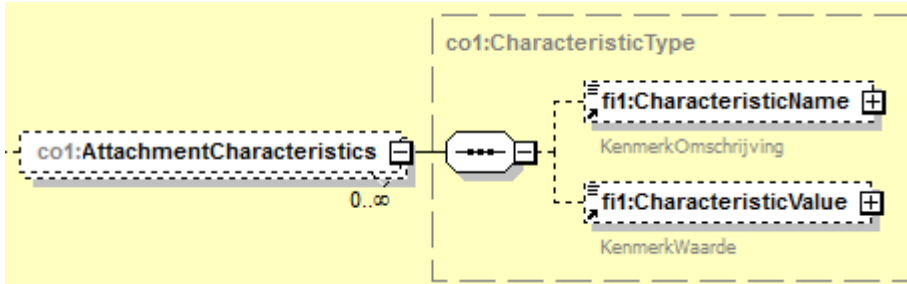 co1:CharacteristicType
fi1:CharacteristicName
KenmerkOmschrijving
co1:AttachmentCharacteristics
0..∞
fi1:CharacteristicValue
KenmerkWaarde